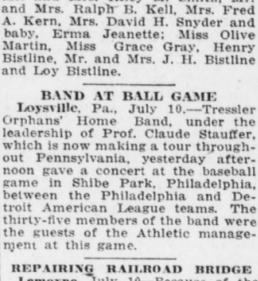 and Mrs. Ralph B. Kell, Mrs. Fred
A. Kern, Mrs. David H. Snyder and
baby, Erma Jeanette; Miss Olive
Martin, Miss Grace Gray, Henry
Bistline, Mr. and Mrs. J. H. Bistline
and Loy Bistline.
BAND AT BALL GAME
Loysville, Pa., July 10.—Tressler
Orphans' Home Band, under the
leadership of Prof. Claude Stauffer,
which is now making a tour through-
out Pennsylvania, yesterday after-
noon gave a concert at the baseball
game in Shibe Park, Philadelphia,
between the Philadelphia and De-
troit American League teams. The
thirty-five members of the band were
the guests of the Athletic manage-
ment at this game.
REPAIRING RAILROAD BRIDGE